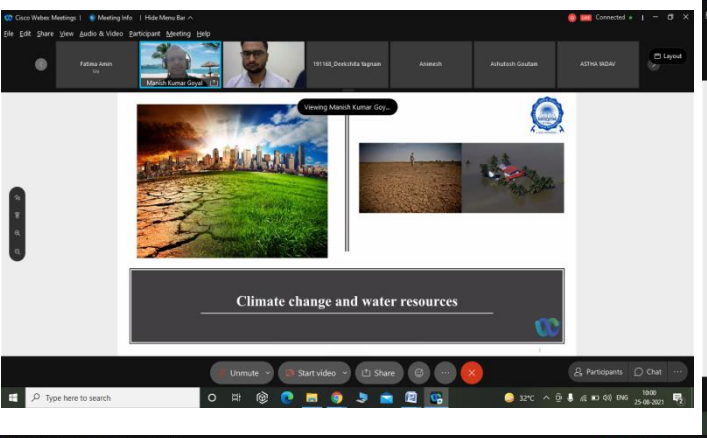 Cisco Webex Meetings
Meeting Info
Hide Menu Bar
LIVE Connected
File Edit Share View Audio & Video Participant Meeting Help
Fatima Amin
Manish Kumar Goyal
191168_Deekshita Yagnam
Animesh
Ashutosh Goutam
ASTHA YADAV
Layout
Viewing Manish Kumar Goy...
Climate change and water resources
Unmute
Start video
Share
Participants
Chat
Type here to search
32°C
ENG
10:00
25-08-2021